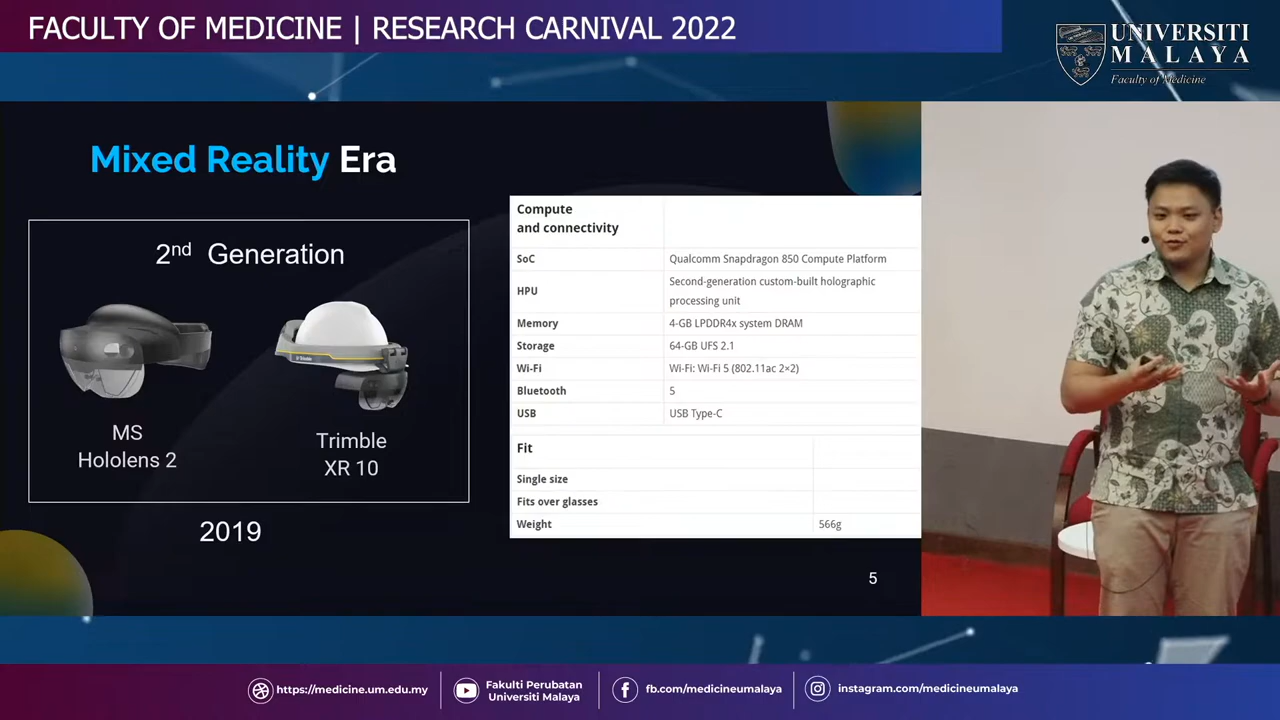 FACULTY OF MEDICINE | RESEARCH CARNIVAL 2022
UNIVERSITI
MALAYA
Faculty of Medicine
Mixed Reality Era
2nd Generation
MS
Hololens 2
Trimble
XR 10
2019
Compute
and connectivity
SoC Qualcomm Snapdragon 850 Compute Platform
HPU Second-generation custom-built holographic
processing unit
Memory 4-GB LPDDR4x system DRAM
Storage 64-GB UFS 2.1
Wi-Fi Wi-Fi: Wi-Fi 5 (802.11ac 2×2)
Bluetooth 5
USB USB Type-C
Fit
Single size
Fits over glasses
Weight 566g
5
https://medicine.um.edu.my
Fakulti Perubatan
Universiti Malaya
fb.com/medicineumalaya
instagram.com/medicineumalaya